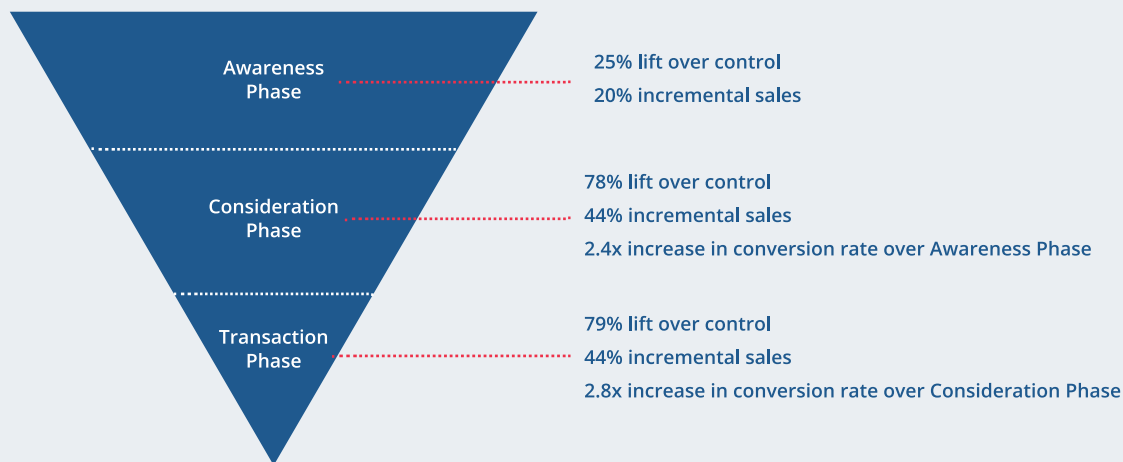 Awareness
Phase
25% lift over control
20% incremental sales
Consideration
Phase
78% lift over control
44% incremental sales
2.4x increase in conversion rate over Awareness Phase
Transaction
Phase
79% lift over control
44% incremental sales
2.8x increase in conversion rate over Consideration Phase